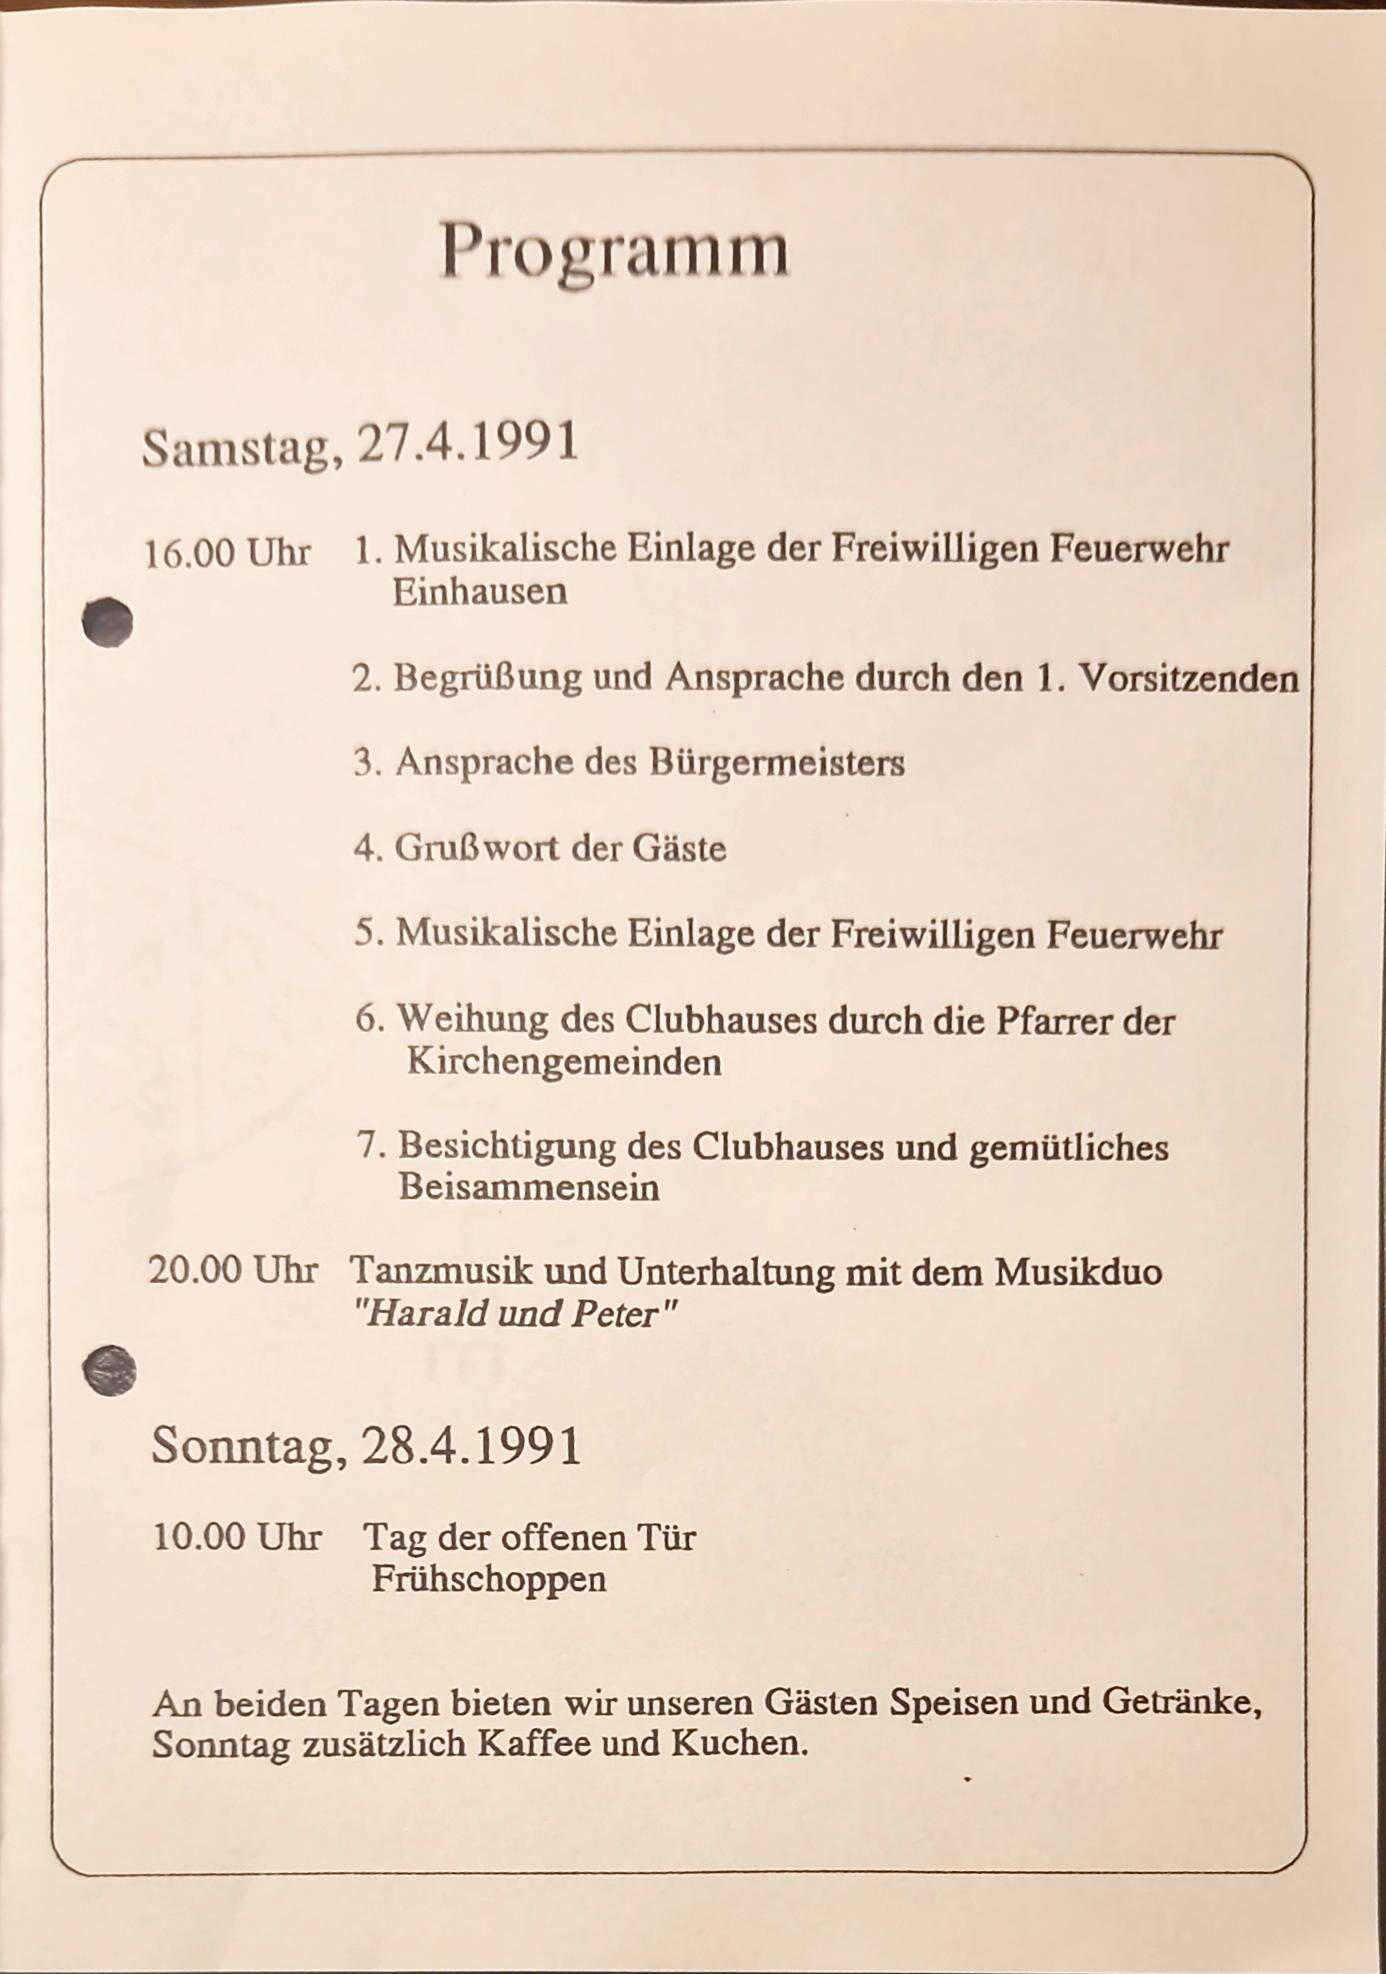 Programm
Samstag, 27.4.1991
16.00 Uhr 1. Musikalische Einlage der Freiwilligen Feuerwehr
Einhausen
2. Begrüßung und Ansprache durch den 1. Vorsitzenden
3. Ansprache des Bürgermeisters
4. Grußwort der Gäste
5. Musikalische Einlage der Freiwilligen Feuerwehr
6. Weihung des Clubhauses durch die Pfarrer der
Kirchengemeinden
7. Besichtigung des Clubhauses und gemütliches
Beisammensein
20.00 Uhr Tanzmusik und Unterhaltung mit dem Musikduo
"Harald und Peter"
Sonntag, 28.4.1991
10.00 Uhr Tag der offenen Tür
Frühschoppen
An beiden Tagen bieten wir unseren Gästen Speisen und Getränke,
Sonntag zusätzlich Kaffee und Kuchen.